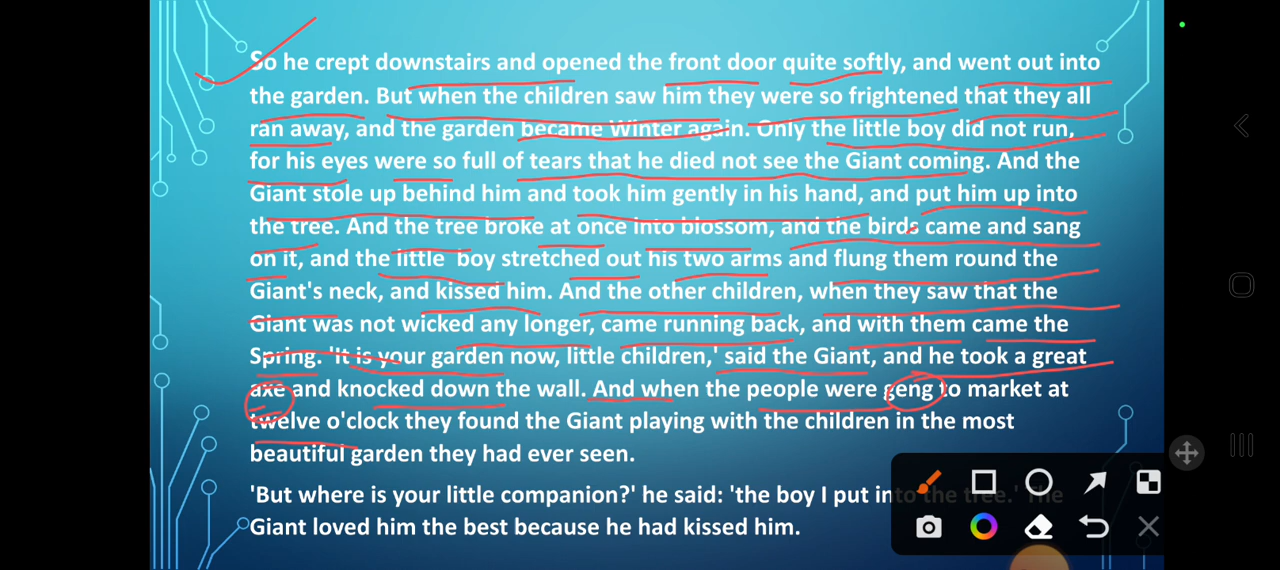 So he crept downstairs and opened the front door quite softly, and went out into
the garden. But when the children saw him they were so frightened that they all
ran away, and the garden became Winter again. Only the little boy did not run,
for his eyes were so full of tears that he died not see the Giant coming. And the
Giant stole up behind him and took him gently in his hand, and put him up into
the tree. And the tree broke at once into blossom, and the birds came and sang
on it, and the little boy stretched out his two arms and flung them round the
Giant's neck, and kissed him. And the other children, when they saw that the
Giant was not wicked any longer, came running back, and with them came the
Spring. 'It is your garden now, little children,' said the Giant, and he took a great
axe and knocked down the wall. And when the people were geng to market at
twelve o'clock they found the Giant playing with the children in the most
beautiful garden they had ever seen.
'But where is your little companion?' he said: 'the boy I put into the tree.' The
Giant loved him the best because he had kissed him.